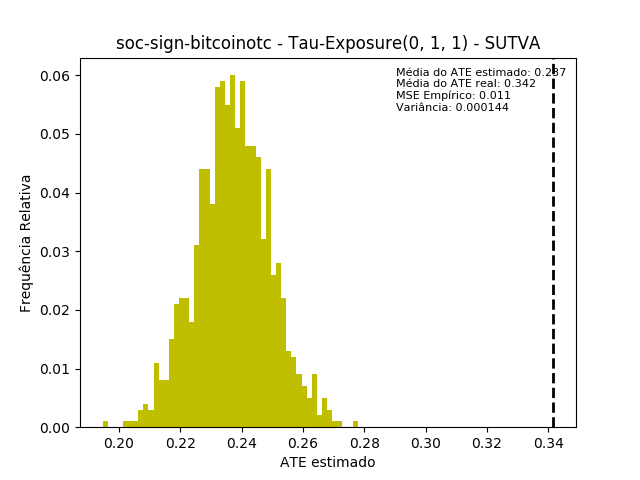 soc-sign-bitcoinotc - Tau-Exposure(0, 1, 1) - SUTVA
Média do ATE estimado: 0.237
Média do ATE real: 0.342
MSE Empírico: 0.011
Variância: 0.000144
Frequência Relativa
0.06
0.05
0.04
0.03
0.02
0.01
0.00
0.20 0.22 0.24 0.26 0.28 0.30 0.32 0.34
ATE estimado